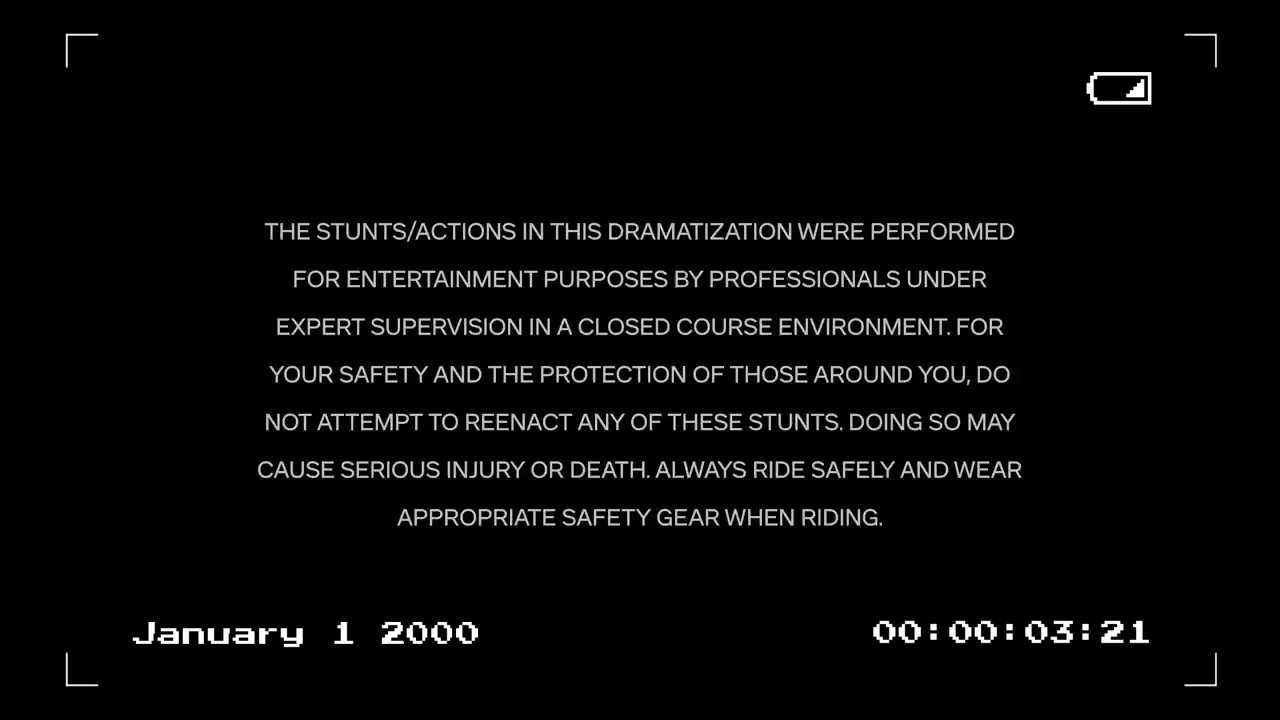 THE STUNTS/ACTIONS IN THIS DRAMATIZATION WERE PERFORMED
FOR ENTERTAINMENT PURPOSES BY PROFESSIONALS UNDER
EXPERT SUPERVISION IN A CLOSED COURSE ENVIRONMENT. FOR
YOUR SAFETY AND THE PROTECTION OF THOSE AROUND YOU, DO
NOT ATTEMPT TO REENACT ANY OF THESE STUNTS. DOING SO MAY
CAUSE SERIOUS INJURY OR DEATH. ALWAYS RIDE SAFELY AND WEAR
APPROPRIATE SAFETY GEAR WHEN RIDING.
January 1 2000
00:00:03:21